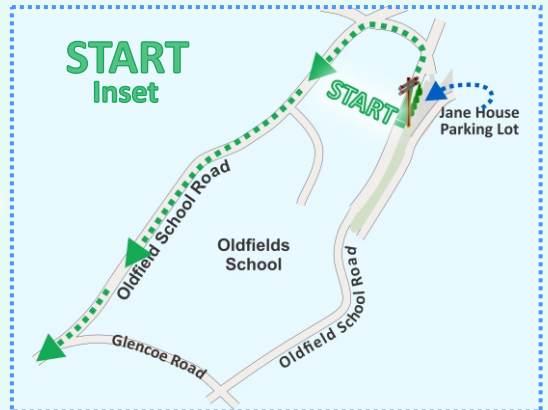 START
Inset
START
Jane House
Parking Lot
Oldfield School Road
Oldfields
School
Oldfield School Road
Glencoe Road